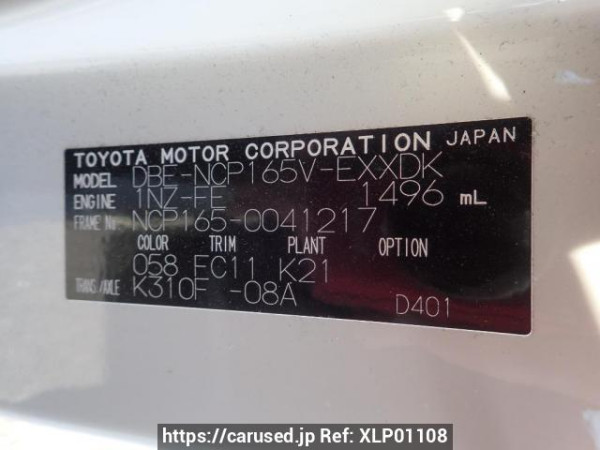 TOYOTA MOTOR CORPORATION JAPAN
MODEL DBE-NCP165V-EXXDK
ENGINE 1NZ-FE 1496 mL
FRAME No. NCP165-0041217
COLOR TRIM PLANT OPTION
058 EC11 K21
TRANS/AXLE K310F -08A
D401
https://carused.jp Ref: XLP01108